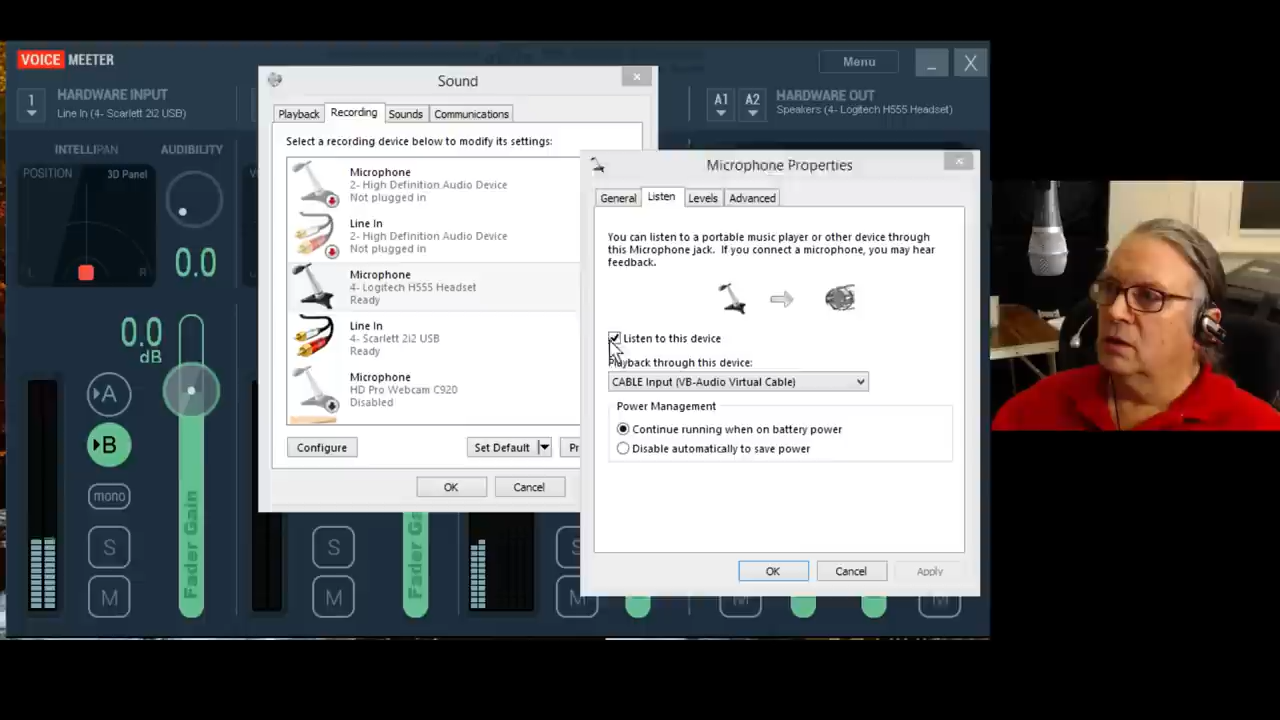 VOICE MEETER
Menu
_
X
1
HARDWARE INPUT
Line In (4- Scarlett 2i2 USB)
A1
A2
HARDWARE OUT
Speakers (4- Logitech H555 Headset)
INTELLIPAN
AUDIBILITY
POSITION
3D Panel
L
R
0.0
0.0
dB
A
B
mono
S
M
Fader Gain
S
M
Fader Gain
S
M
M
M
Sound
Playback
Recording
Sounds
Communications
Select a recording device below to modify its settings:
Microphone
2- High Definition Audio Device
Not plugged in
Line In
2- High Definition Audio Device
Not plugged in
Microphone
4- Logitech H555 Headset
Ready
Line In
4- Scarlett 2i2 USB
Ready
Microphone
HD Pro Webcam C920
Disabled
Configure
Set Default
Pr
OK
Cancel
Microphone Properties
General
Listen
Levels
Advanced
You can listen to a portable music player or other device through
this Microphone jack. If you connect a microphone, you may hear
feedback.
Listen to this device
Playback through this device:
CABLE Input (VB-Audio Virtual Cable)
Power Management
Continue running when on battery power
Disable automatically to save power
OK
Cancel
Apply